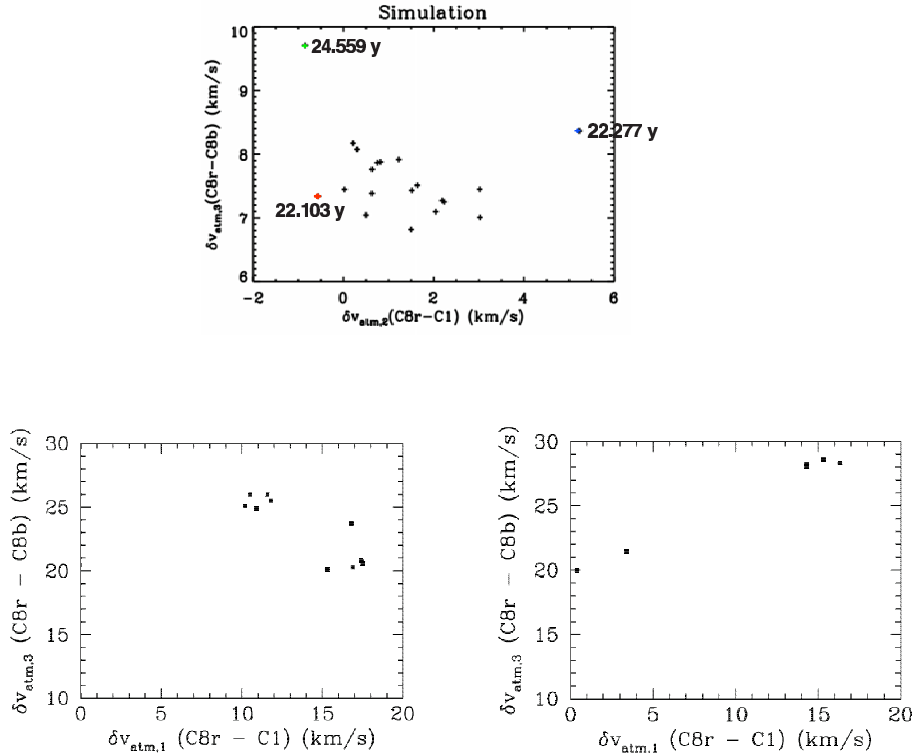 Simulation
10
9
8
7
6
δv_atm,3(C8r−C8b) (km/s)
24.559 y
22.277 y
22.103 y
−2 0 2 4 6
δv_atm,2(C8r−C1) (km/s)
30
25
20
15
10
δv_atm,3 (C8r − C8b) (km/s)
0 5 10 15 20
δv_atm,1 (C8r − C1) (km/s)
30
25
20
15
10
δv_atm,3 (C8r − C8b) (km/s)
0 5 10 15 20
δv_atm,1 (C8r − C1) (km/s)